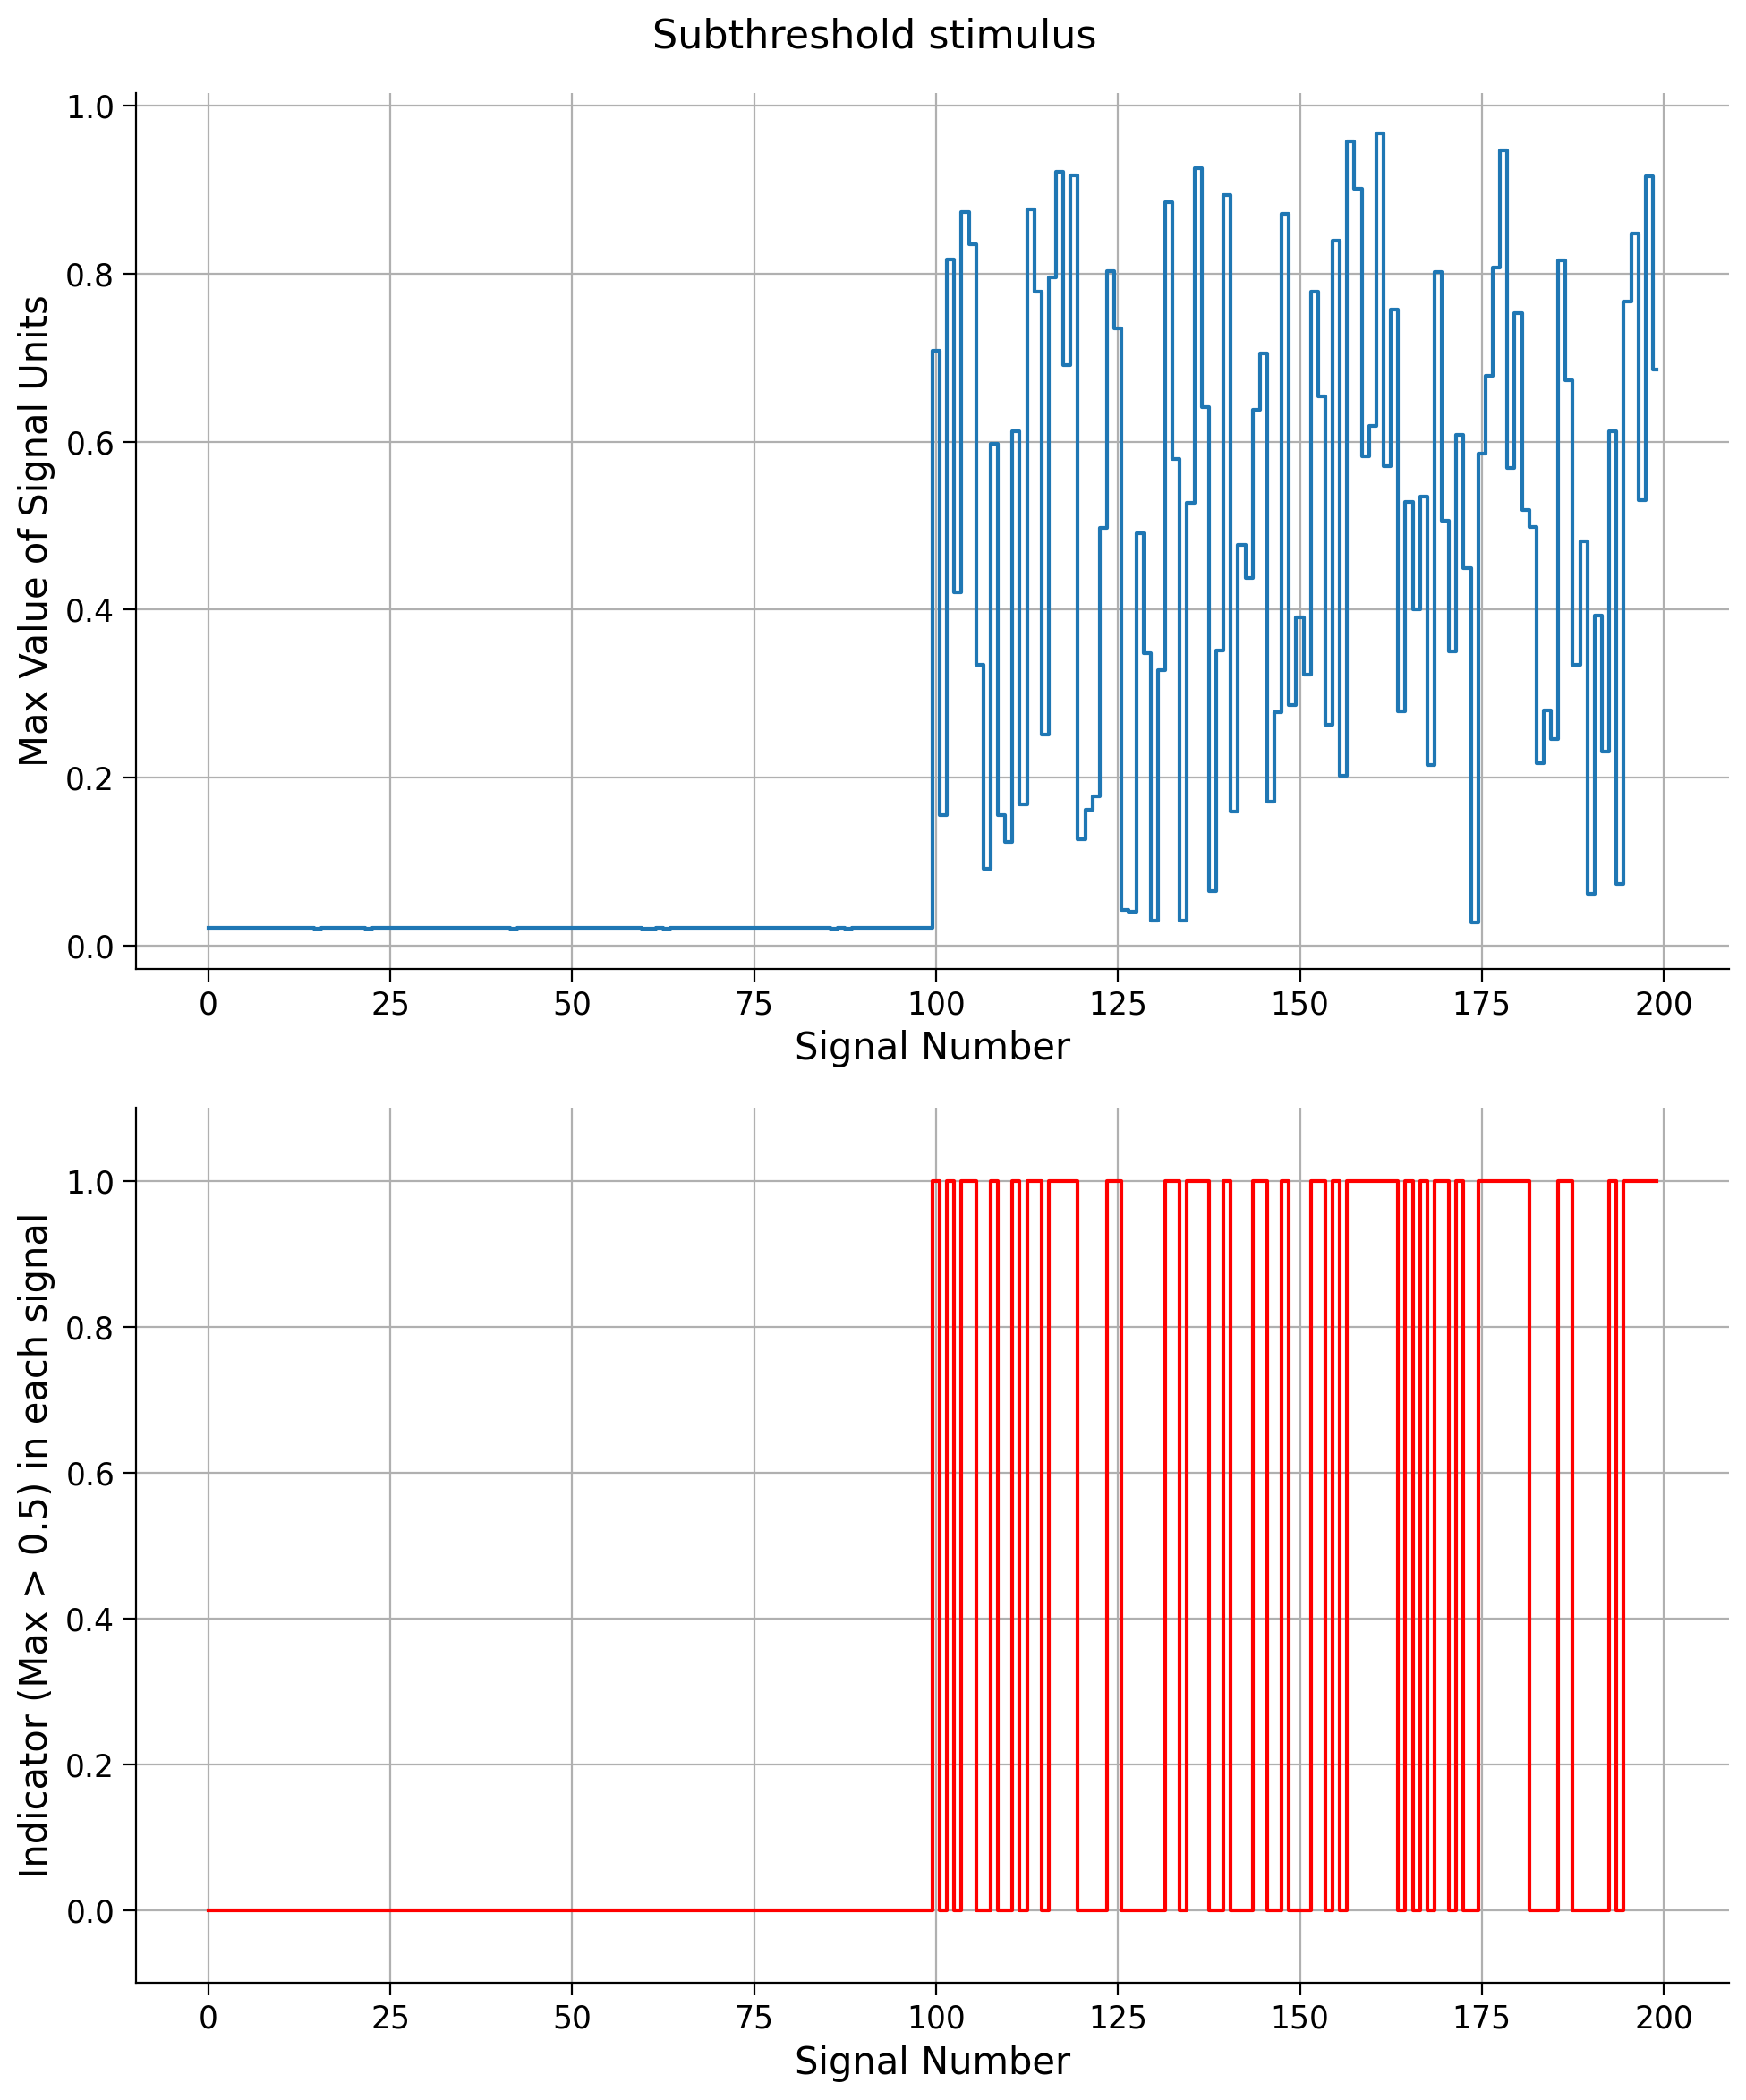 Subthreshold stimulus
Max Value of Signal Units
1.0
0.8
0.6
0.4
0.2
0.0
0 25 50 75 100 125 150 175 200
Signal Number
Indicator (Max > 0.5) in each signal
1.0
0.8
0.6
0.4
0.2
0.0
0 25 50 75 100 125 150 175 200
Signal Number